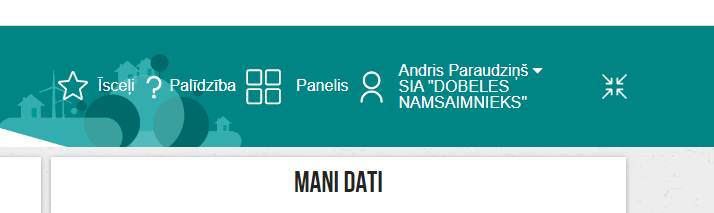 Īsceļi
Palīdzība
Panelis
Andris Paraudziņš
SIA "DOBELES
NAMSAIMNIEKS"
MANI DATI